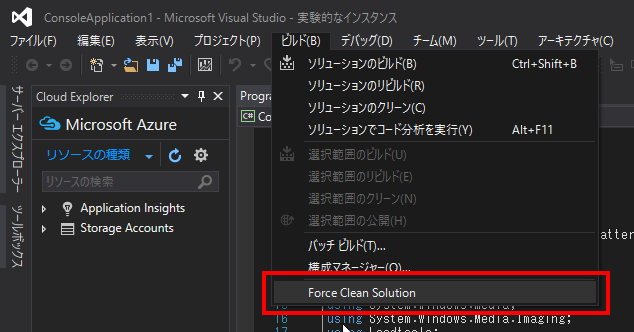 ConsoleApplication1 - Microsoft Visual Studio - 実験的なインスタンス
ファイル(F) 編集(E) 表示(V) プロジェクト(P) ビルド(B) デバッグ(D) チーム(M) ツール(T) アーキテクチャ(C)
サーバー エクスプローラー
ツールボックス
Cloud Explorer
Microsoft Azure
リソースの種類
リソースの検索
Application Insights
Storage Accounts
Progra
C# Co
ソリューションのビルド(B) Ctrl+Shift+B
ソリューションのリビルド(R)
ソリューションのクリーン(C)
ソリューションでコード分析を実行(Y) Alt+F11
選択範囲のビルド(U)
選択範囲のリビルド(E)
選択範囲のクリーン(N)
選択範囲の公開(H)
バッチ ビルド(T)...
構成マネージャー(O)...
Force Clean Solution
atten
using System.Windows.Media;
16 using System.Windows.Media.Imaging;
17